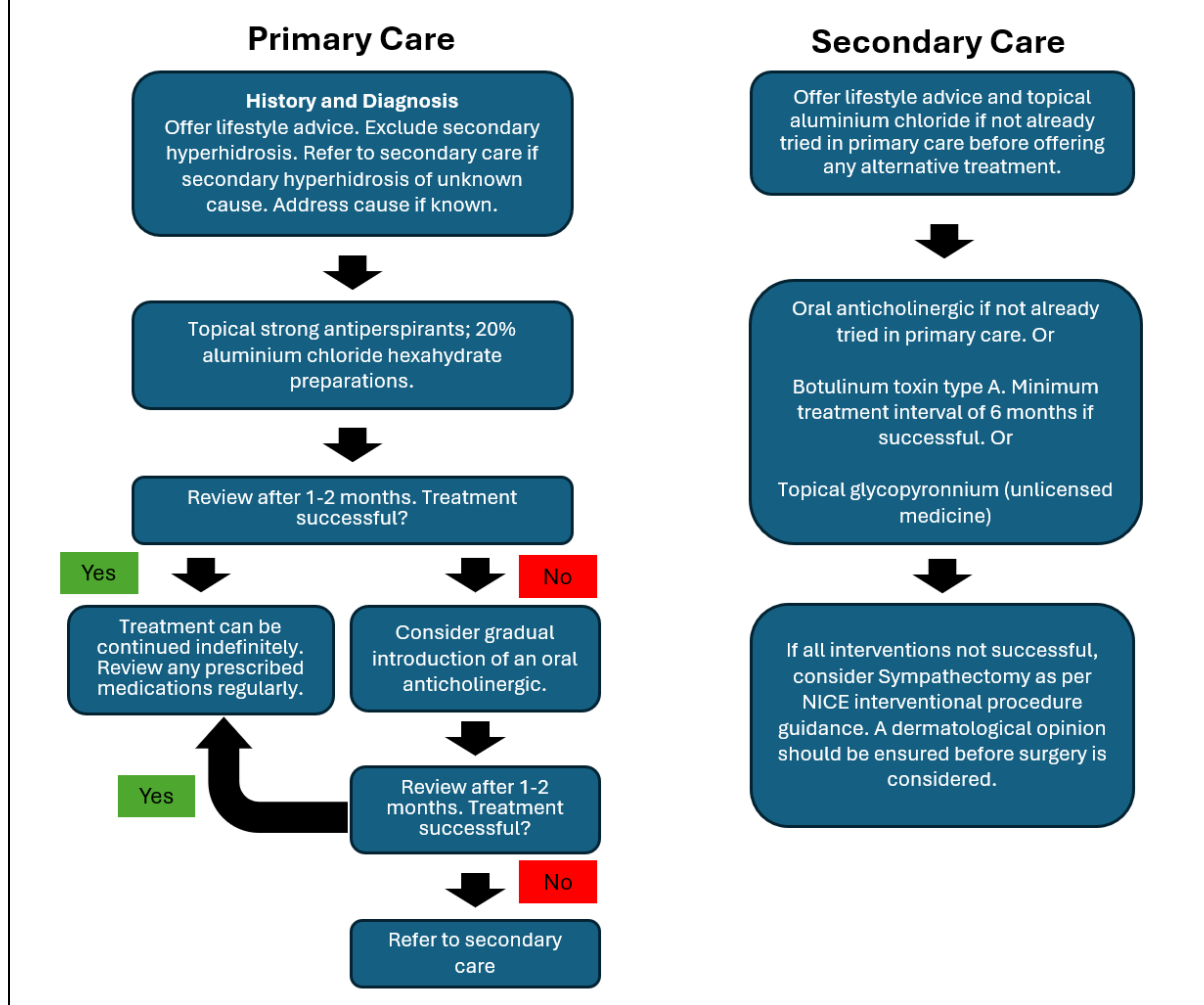 Primary Care
History and Diagnosis
Offer lifestyle advice. Exclude secondary
hyperhidrosis. Refer to secondary care if
secondary hyperhidrosis of unknown
cause. Address cause if known.
Topical strong antiperspirants; 20%
aluminium chloride hexahydrate
preparations.
Review after 1-2 months. Treatment
successful?
Yes
No
Treatment can be
continued indefinitely.
Review any prescribed
medications regularly.
Consider gradual
introduction of an oral
anticholinergic.
Yes
Review after 1-2
months. Treatment
successful?
No
Refer to secondary
care
Secondary Care
Offer lifestyle advice and topical
aluminium chloride if not already
tried in primary care before offering
any alternative treatment.
Oral anticholinergic if not already
tried in primary care. Or
Botulinum toxin type A. Minimum
treatment interval of 6 months if
successful. Or
Topical glycopyronnium (unlicensed
medicine)
If all interventions not successful,
consider Sympathectomy as per
NICE interventional procedure
guidance. A dermatological opinion
should be ensured before surgery is
considered.